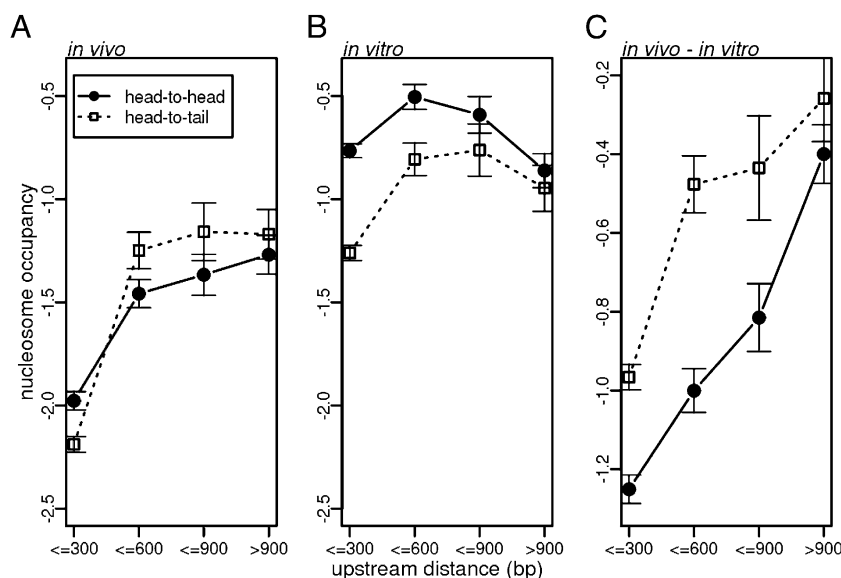 A
B
C
in vivo
in vitro
in vivo - in vitro
head-to-head
head-to-tail
nucleosome occupancy
-0.5
-1.0
-1.5
-2.0
-2.5
-0.5
-1.0
-1.5
-2.0
-2.5
-0.2
-0.4
-0.6
-0.8
-1.0
-1.2
<=300 <=600 <=900 >900
<=300 <=600 <=900 >900
<=300 <=600 <=900 >900
upstream distance (bp)